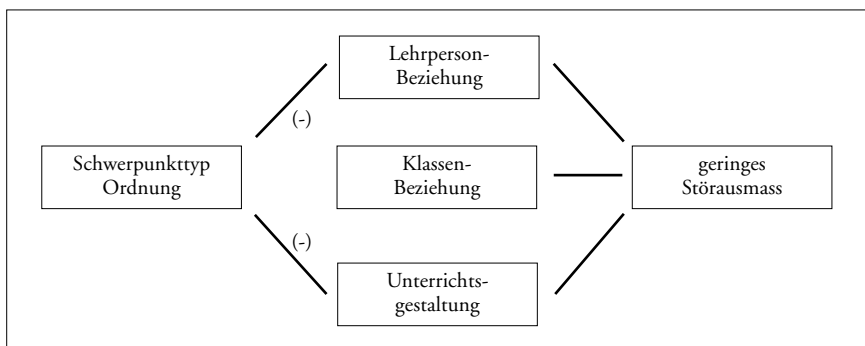 Lehrperson-
Beziehung
(-)
Schwerpunkttyp
Ordnung
Klassen-
Beziehung
geringes
Störausmass
(-)
Unterrichts-
gestaltung